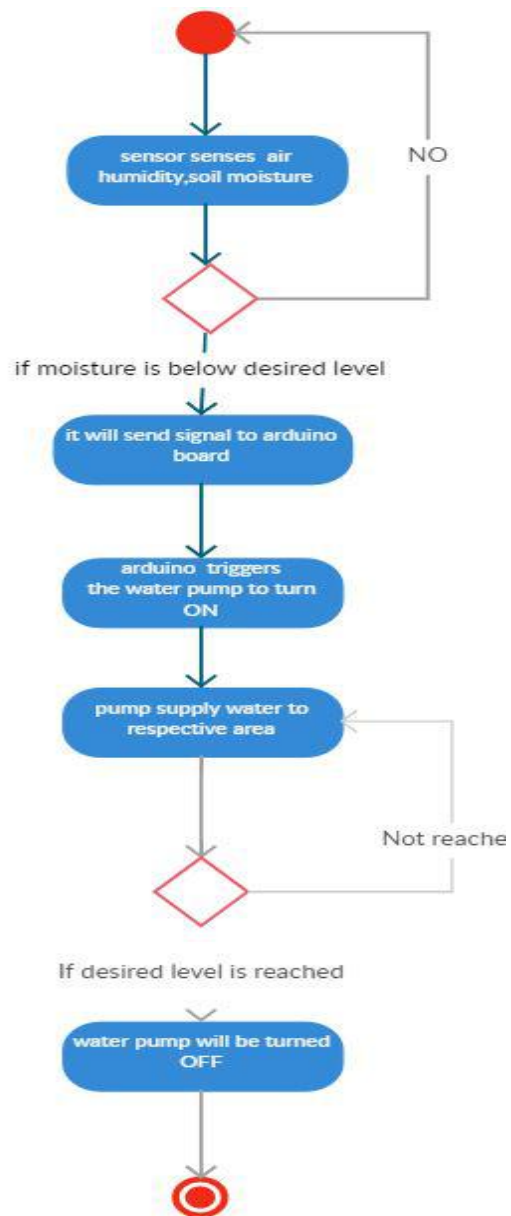 sensor senses air
humidity,soil moisture
NO
if moisture is below desired level
it will send signal to arduino
board
arduino triggers
the water pump to turn
ON
pump supply water to
respective area
Not reache
If desired level is reached
water pump will be turned
OFF